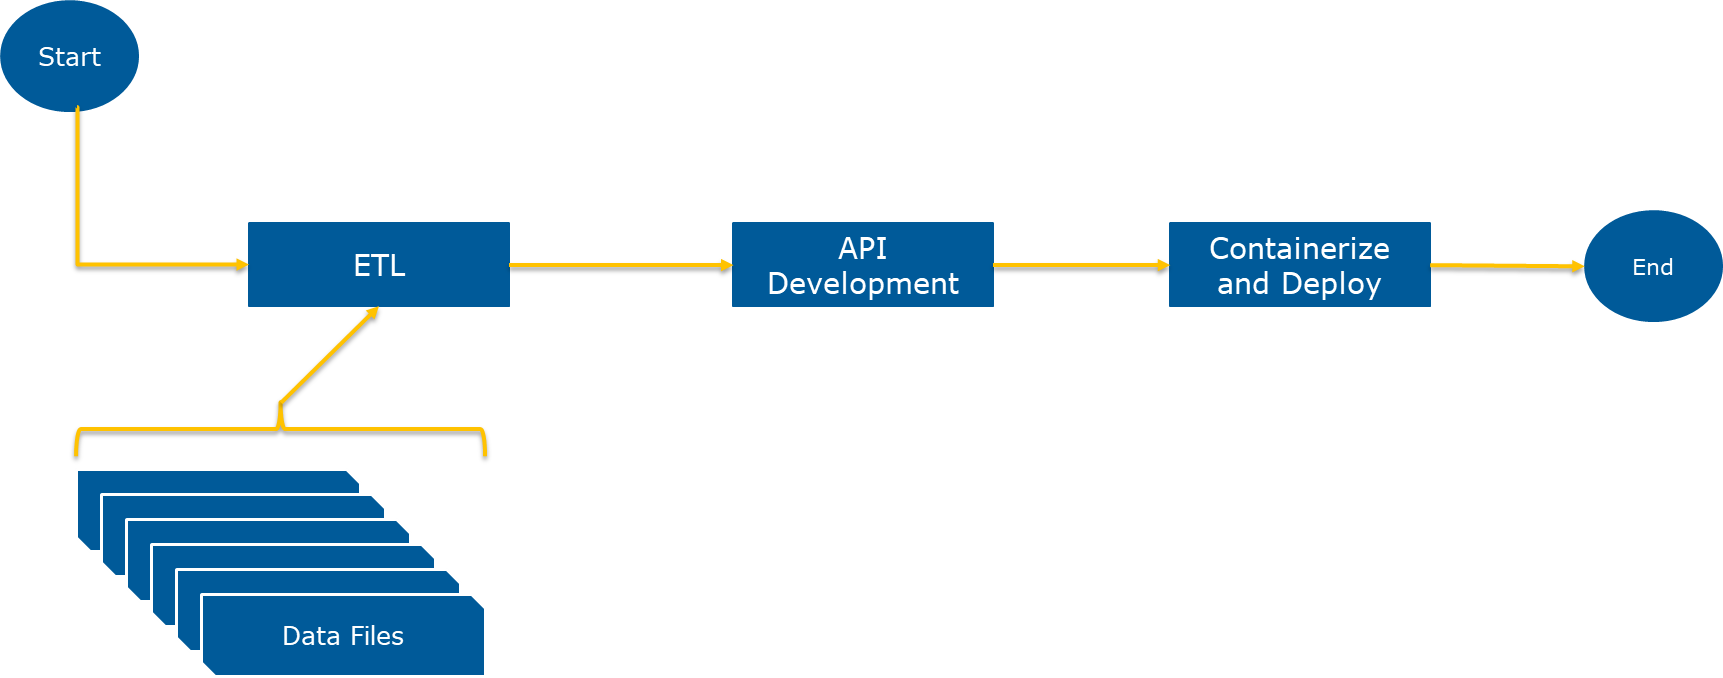 Start
ETL
API
Development
Containerize
and Deploy
End
Data Files